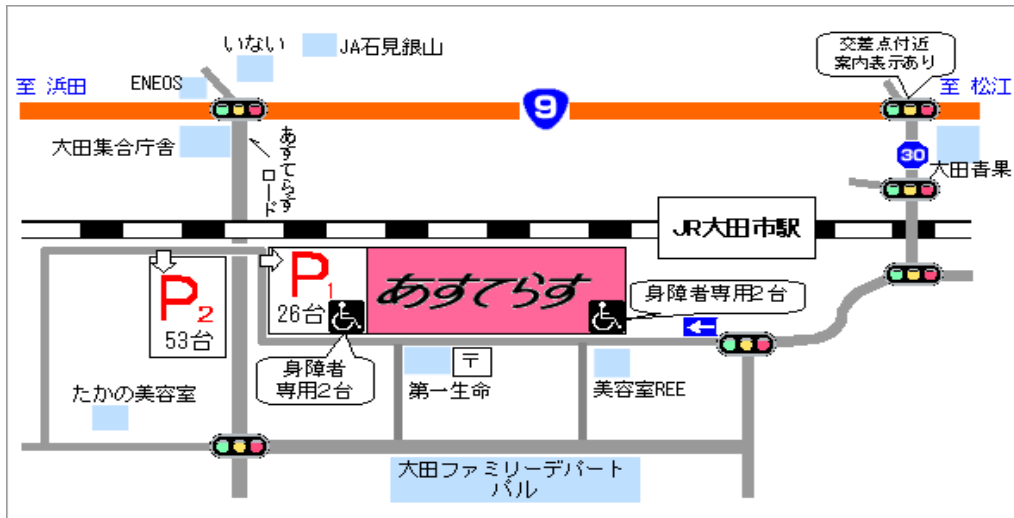 いない
JA石見銀山
交差点付近
案内表示あり
至 浜田
ENEOS
至 松江
9
大田集合庁舎
あすてらす
ロード
30
大田青果
JR大田市駅
P1
26台
あすてらす
身障者専用2台
P2
53台
身障者
専用2台
〒
第一生命
美容室REE
たかの美容室
大田ファミリーデパート
パル